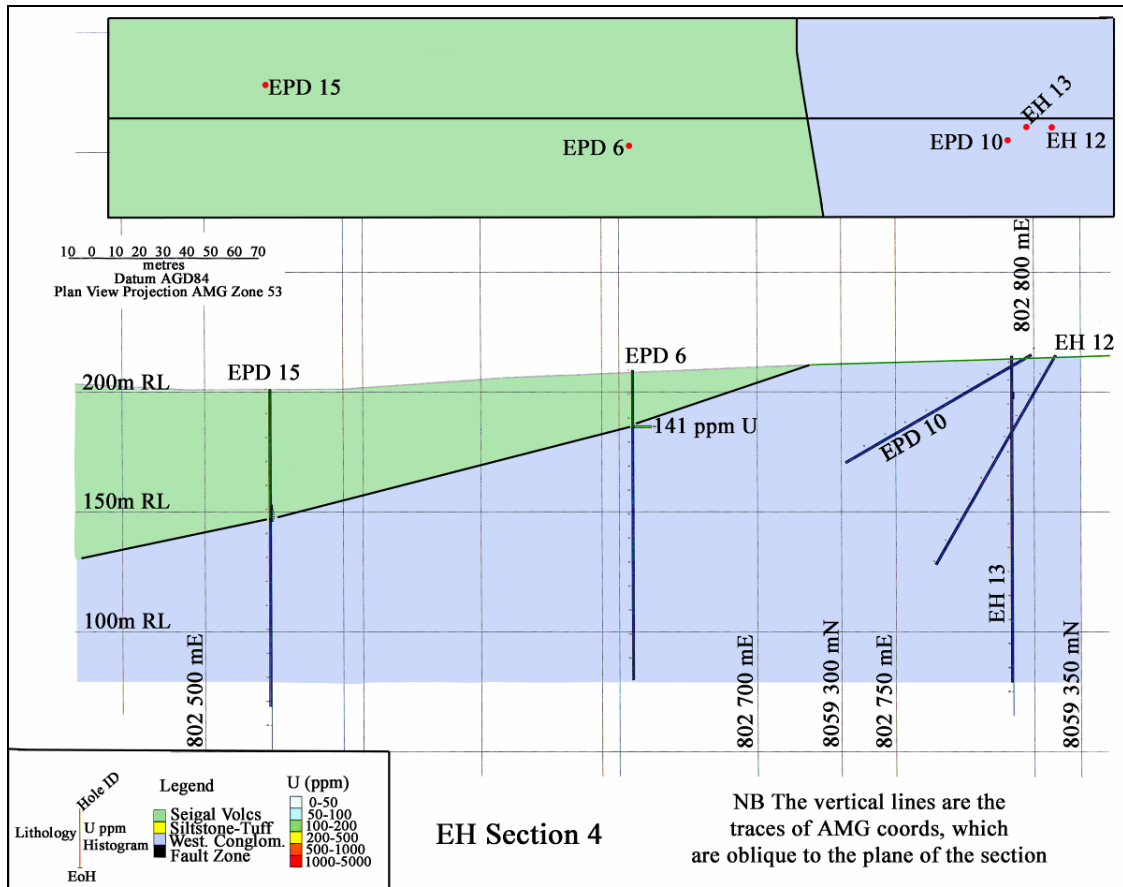 EPD 15
EPD 6
EPD 10
EH 13
EH 12
10 0 10 20 30 40 50 60 70
metres
Datum AGD84
Plan View Projection AMG Zone 53
802 800 mE
200m RL
EPD 15
EPD 6
EH 12
141 ppm U
EPD 10
150m RL
EH 13
100m RL
802 500 mE
802 700 mE
8059 300 mN
802 750 mE
8059 350 mN
Hole ID
Lithology
U ppm
Histogram
EoH
Legend
Seigal Volcs
Siltstone-Tuff
West. Conglom.
Fault Zone
U (ppm)
0-50
50-100
100-200
200-500
500-1000
1000-5000
EH Section 4
NB The vertical lines are the
traces of AMG coords, which
are oblique to the plane of the section